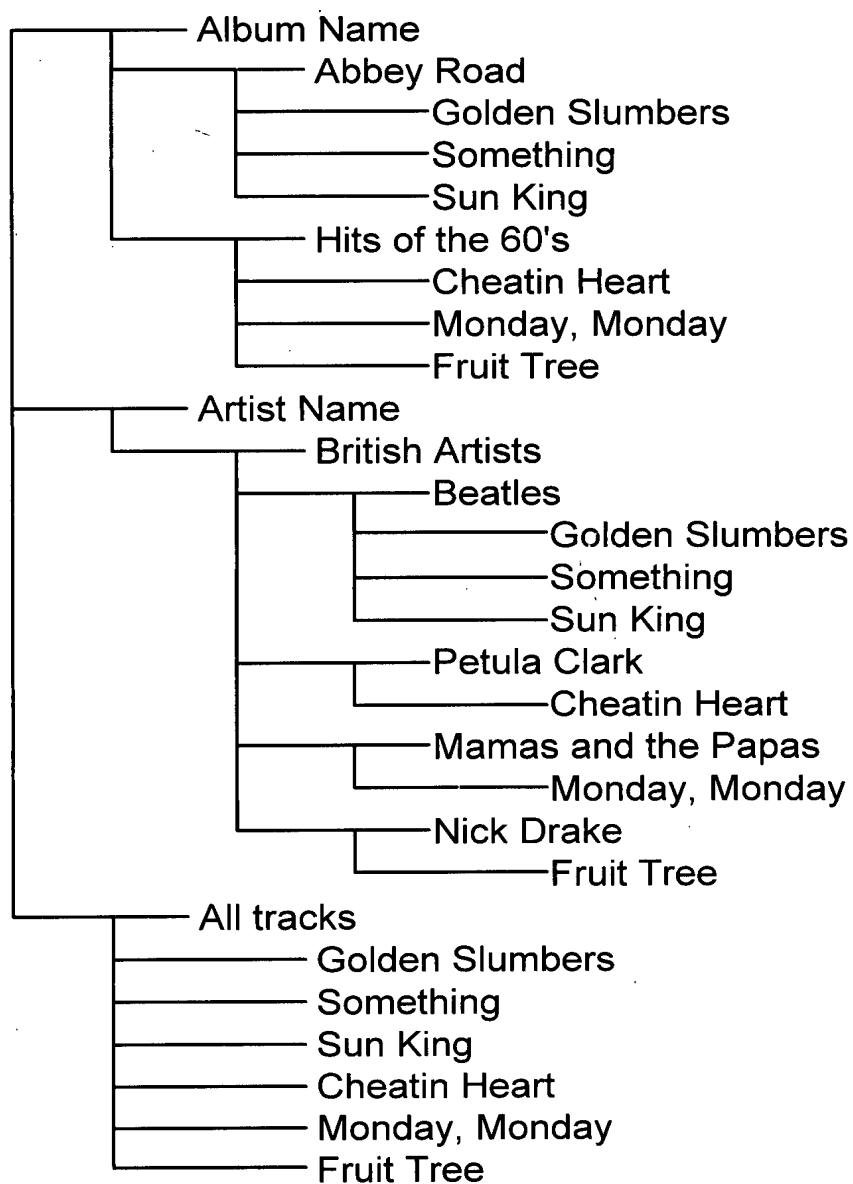 Album Name
Abbey Road
Golden Slumbers
Something
Sun King
Hits of the 60's
Cheatin Heart
Monday, Monday
Fruit Tree
Artist Name
British Artists
Beatles
Golden Slumbers
Something
Sun King
Petula Clark
Cheatin Heart
Mamas and the Papas
Monday, Monday
Nick Drake
Fruit Tree
All tracks
Golden Slumbers
Something
Sun King
Cheatin Heart
Monday, Monday
Fruit Tree